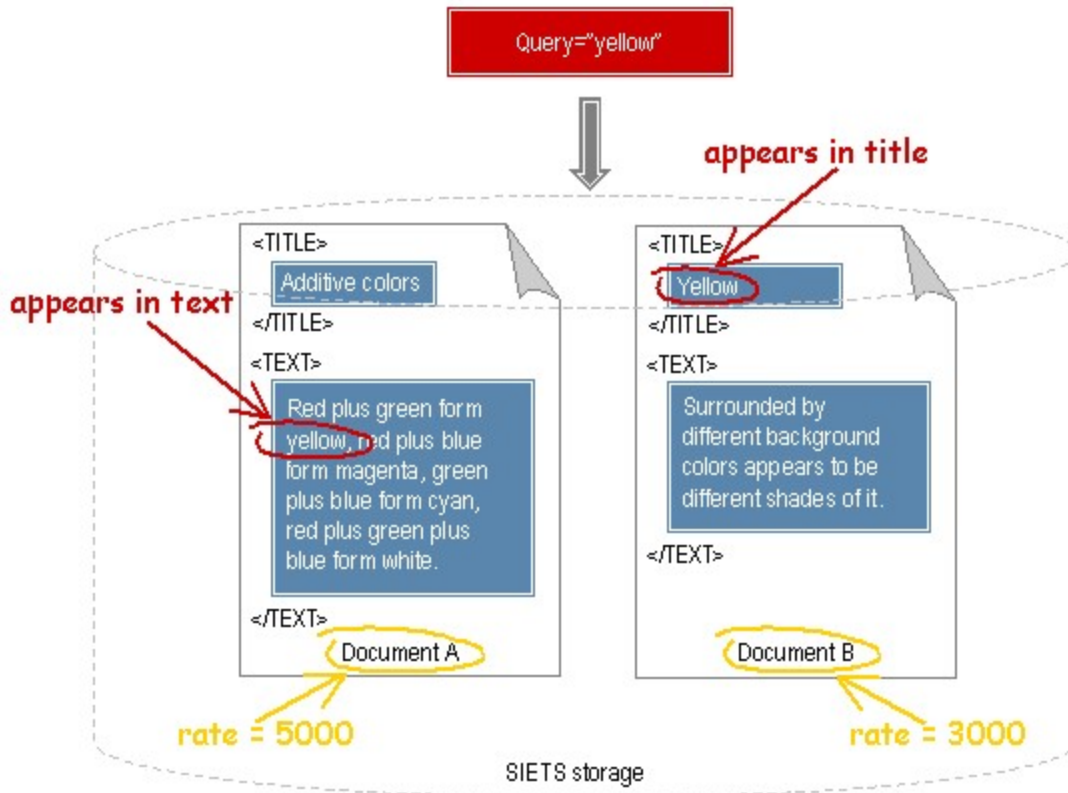 Query="yellow"
appears in title
<TITLE>
Additive colors
</TITLE>
appears in text
<TEXT>
Red plus green form
yellow, red plus blue
form magenta, green
plus blue form cyan,
red plus green plus
blue form white.
</TEXT>
Document A
rate = 5000
<TITLE>
Yellow
</TITLE>
<TEXT>
Surrounded by
different background
colors appears to be
different shades of it.
</TEXT>
Document B
rate = 3000
SIETS storage